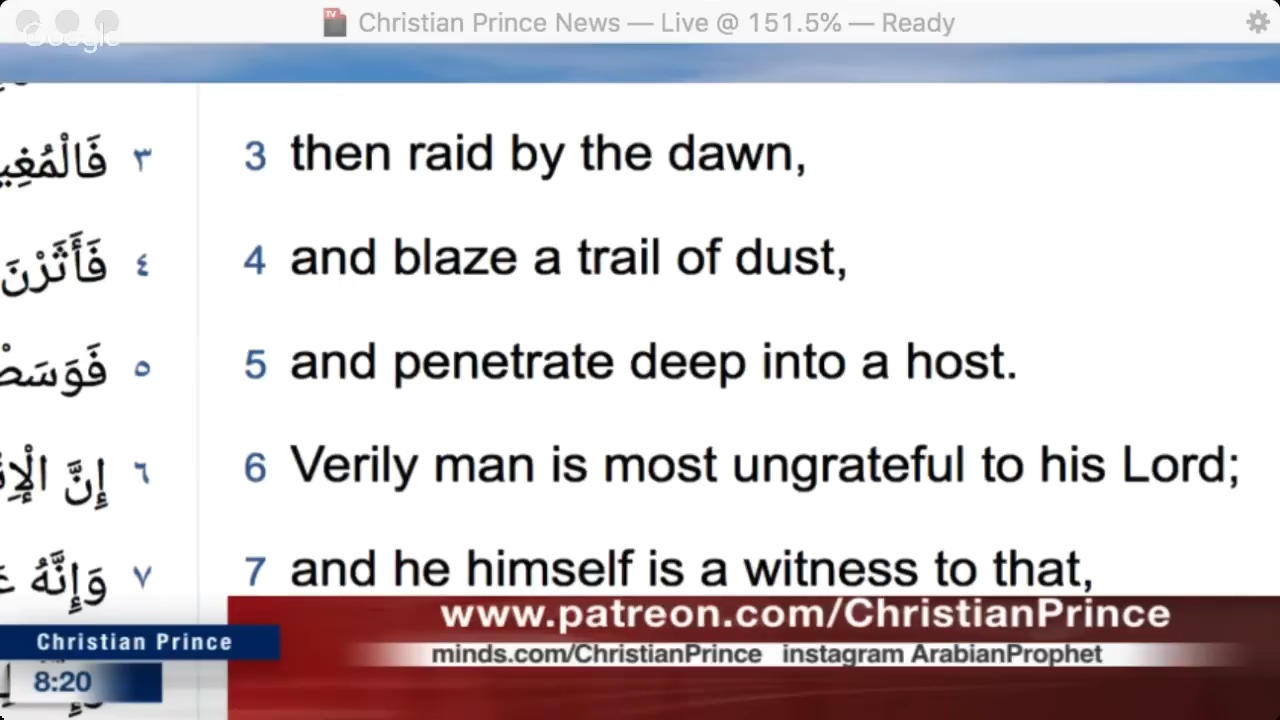 Christian Prince News — Live @ 151.5% — Ready
Google
٣ 3 then raid by the dawn,
فَأَثَرْنَ ٤ 4 and blaze a trail of dust,
٥ 5 and penetrate deep into a host.
إِنَّ ٦ 6 Verily man is most ungrateful to his Lord;
وَإِنَّهُ ٧ 7 and he himself is a witness to that,
www.patreon.com/ChristianPrince
Christian Prince
minds.com/ChristianPrince instagram ArabianProphet
8:20